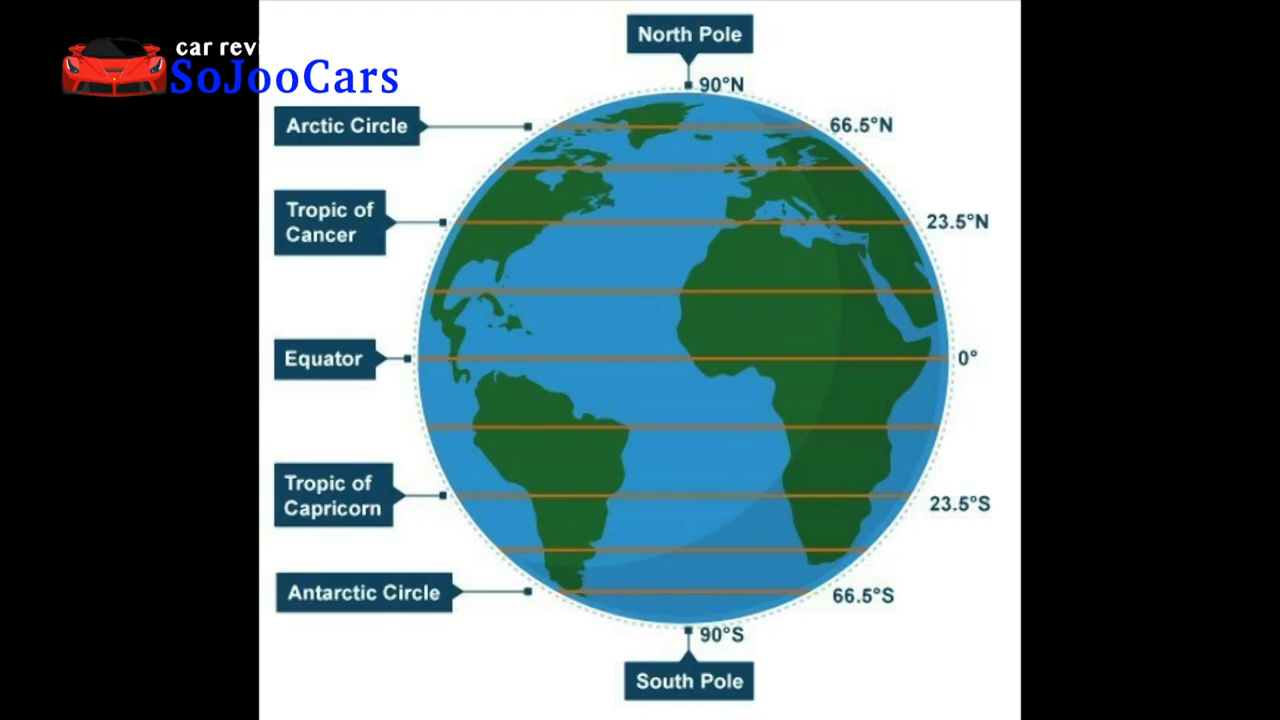 car revi
SoJooCars
North Pole
90°N
Arctic Circle
66.5°N
Tropic of
Cancer
23.5°N
Equator
0°
Tropic of
Capricorn
23.5°S
Antarctic Circle
66.5°S
90°S
South Pole